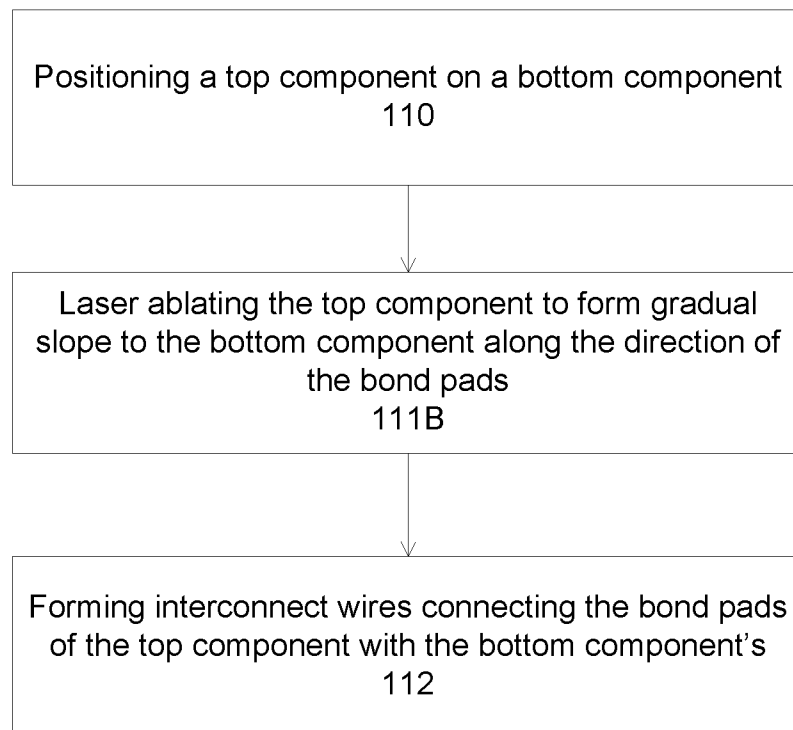 Positioning a top component on a bottom component
110
Laser ablating the top component to form gradual
slope to the bottom component along the direction of
the bond pads
111B
Forming interconnect wires connecting the bond pads
of the top component with the bottom component's
112